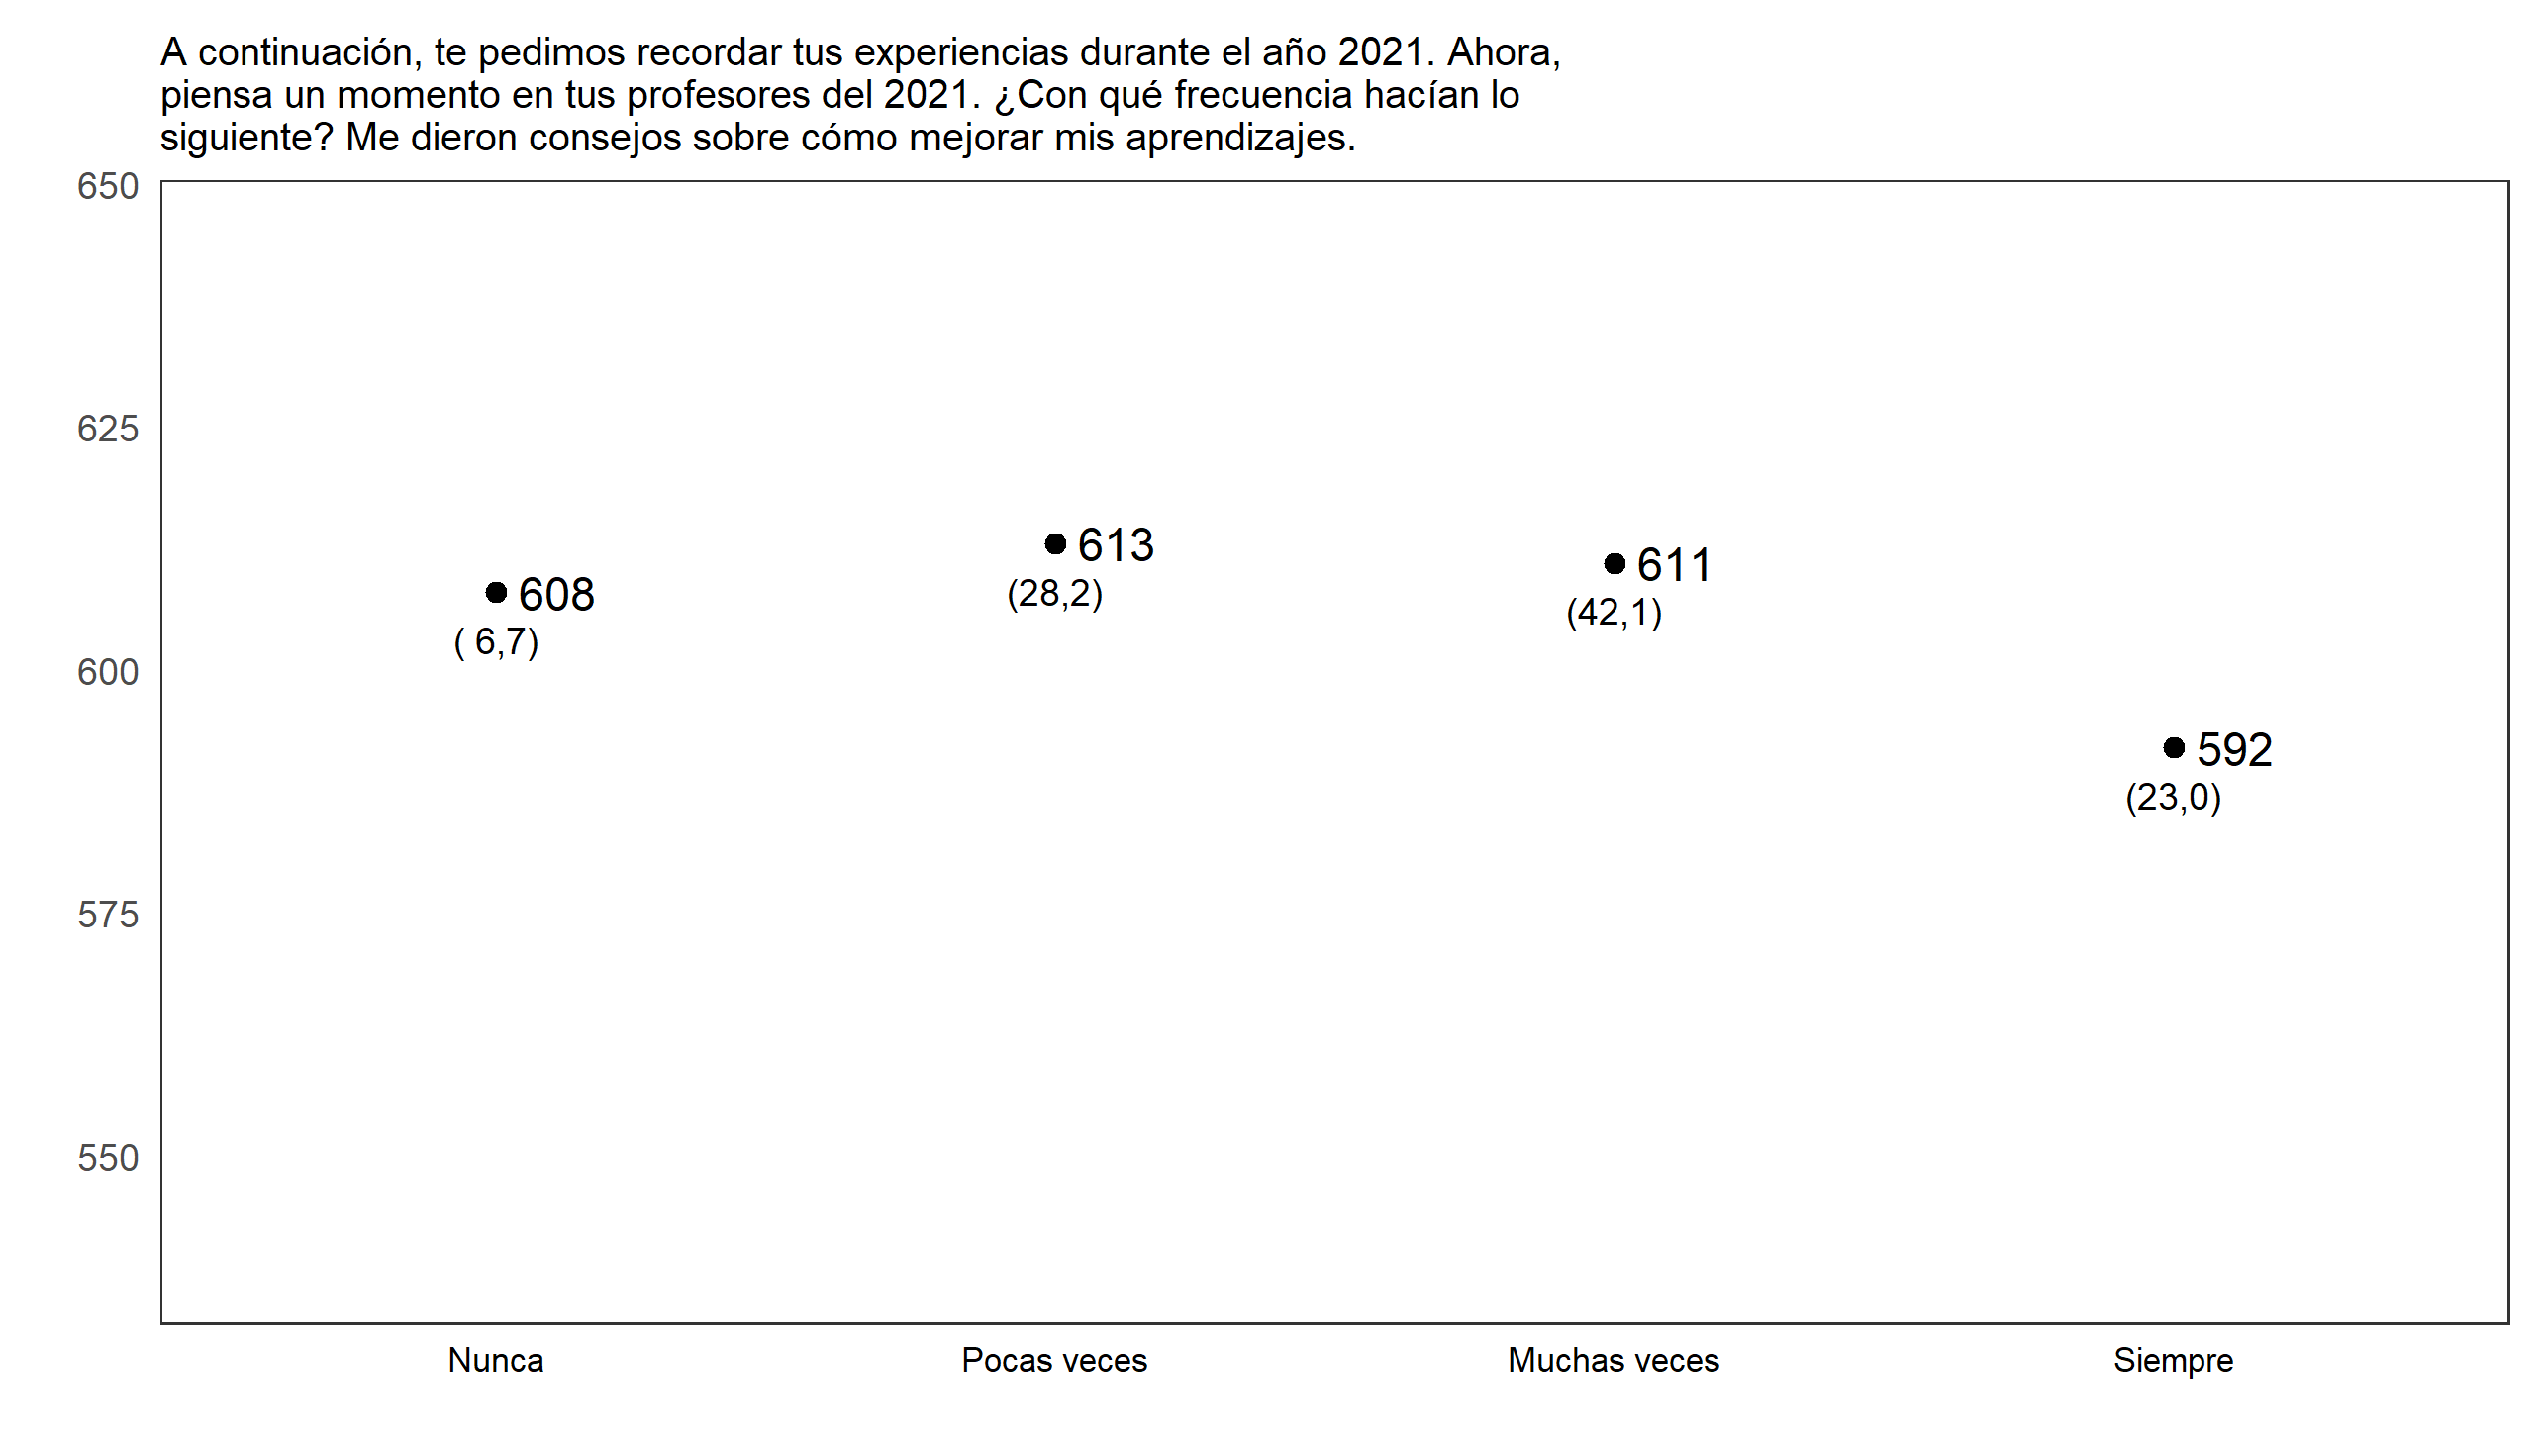 A continuación, te pedimos recordar tus experiencias durante el año 2021. Ahora,
piensa un momento en tus profesores del 2021. ¿Con qué frecuencia hacían lo
siguiente? Me dieron consejos sobre cómo mejorar mis aprendizajes.
650
625
600
575
550
608
( 6,7)
613
(28,2)
611
(42,1)
592
(23,0)
Nunca
Pocas veces
Muchas veces
Siempre